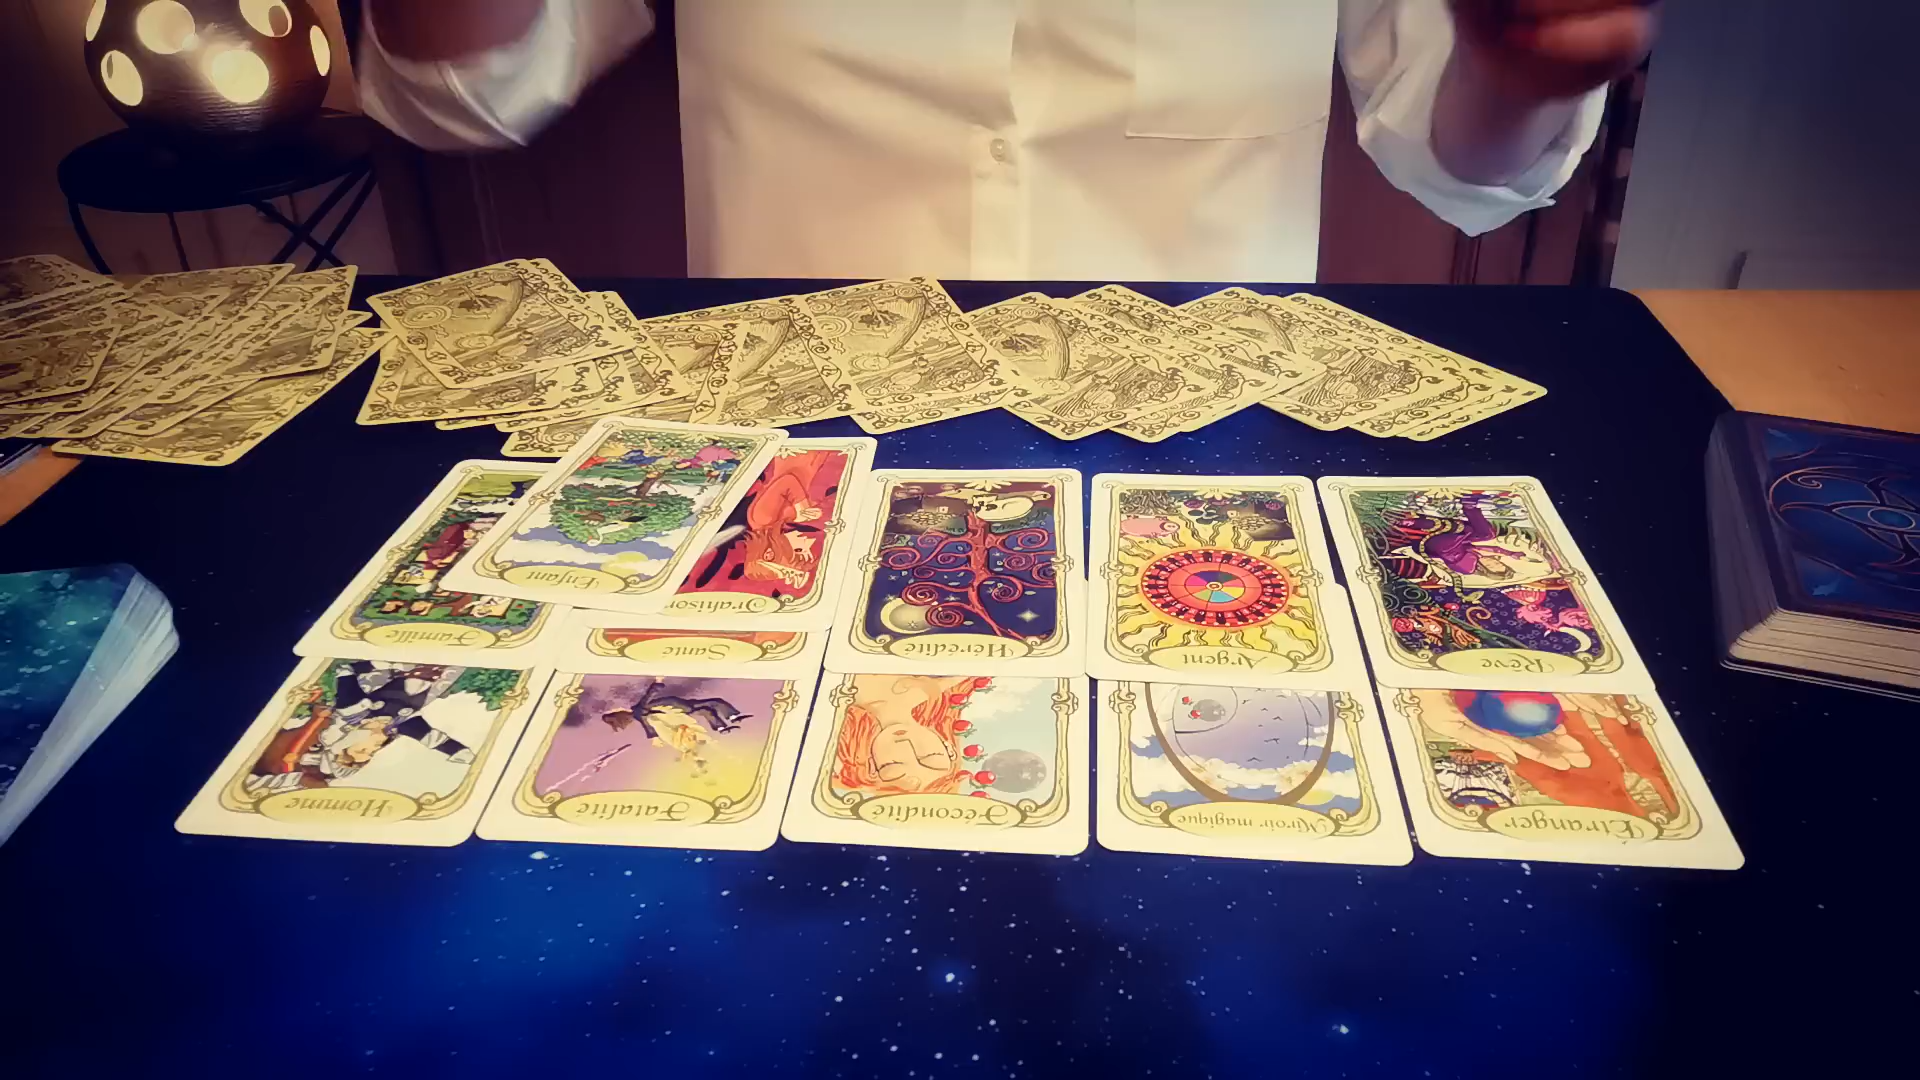 Enfant
Famille
Trahison
Santé
Hérédité
Argent
Rêve
Homme
Fatalité
Fécondité
Miroir magique
Étranger